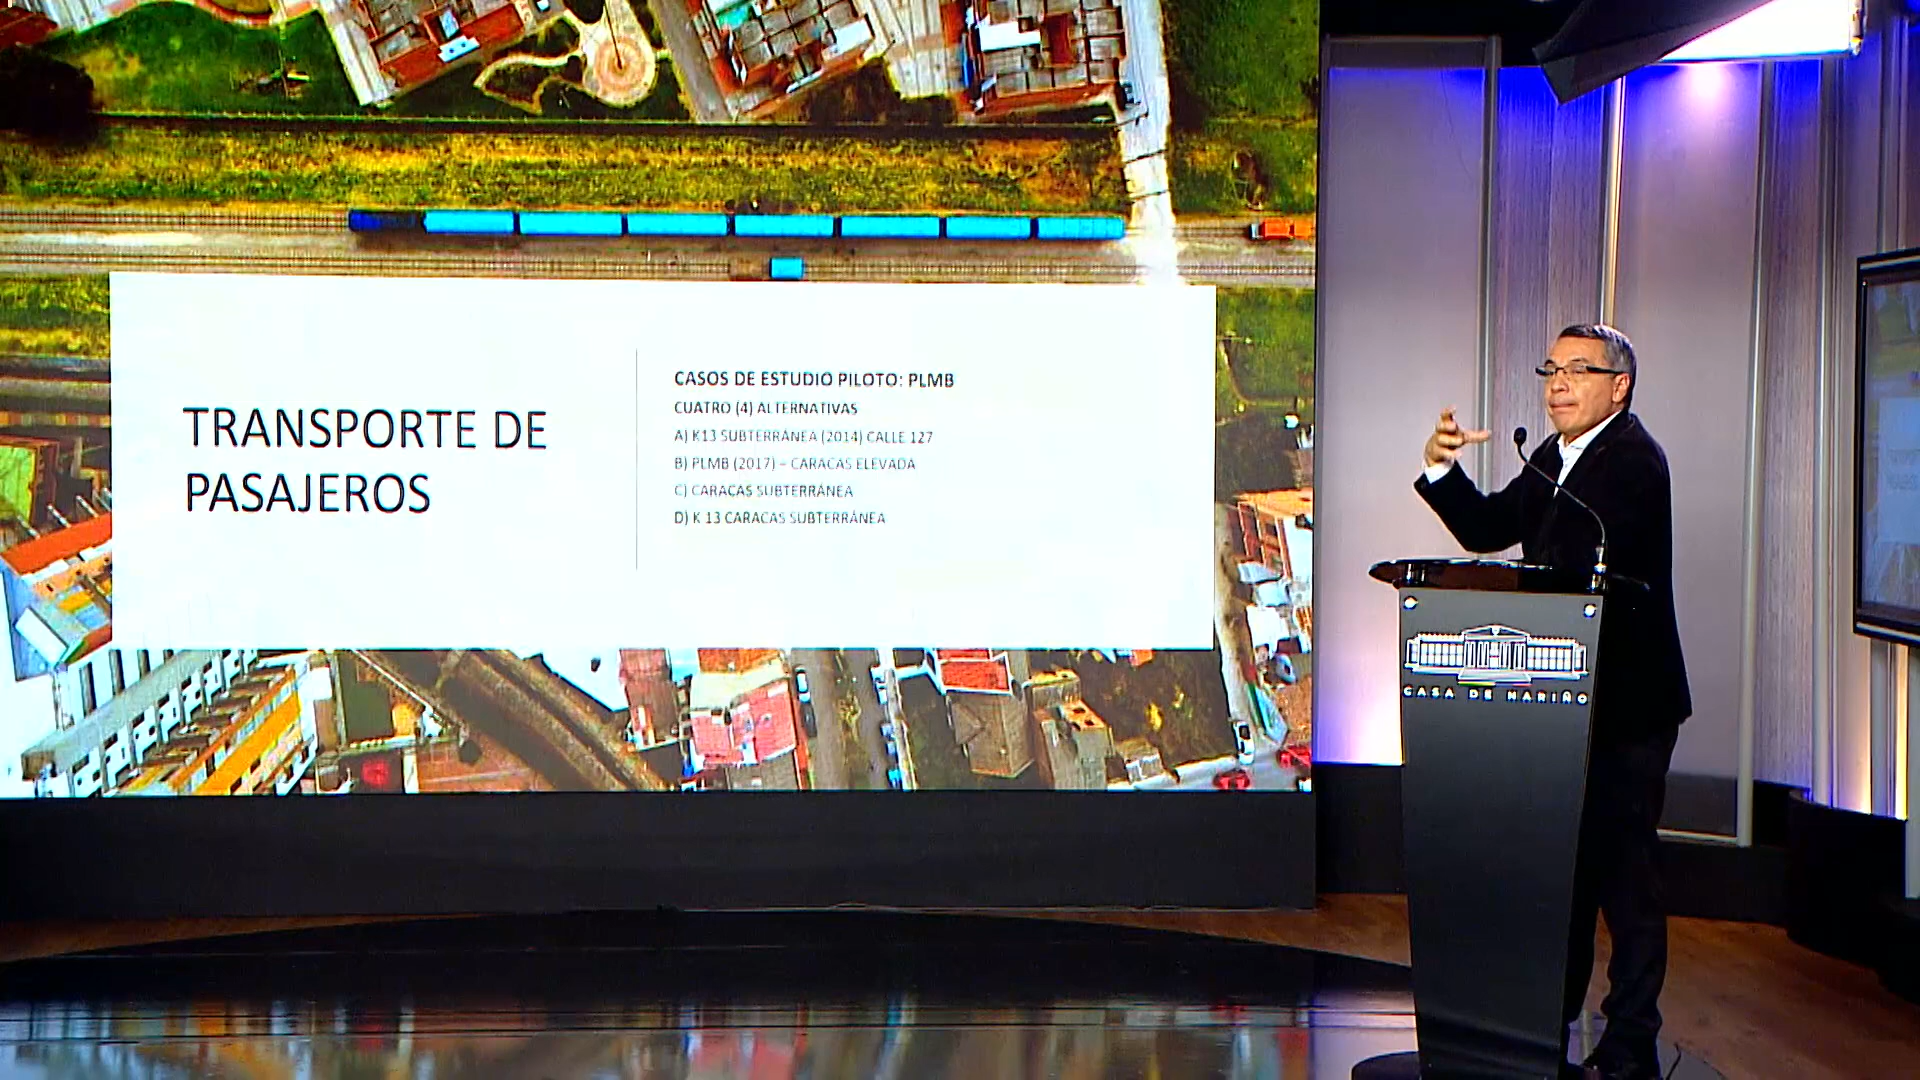 TRANSPORTE DE
PASAJEROS
CASOS DE ESTUDIO PILOTO: PLMB
CUATRO (4) ALTERNATIVAS
A) K13 SUBTERRÁNEA (2014) CALLE 127
B) PLMB (2017) – CARACAS ELEVADA
C) CARACAS SUBTERRÁNEA
D) K 13 CARACAS SUBTERRÁNEA
CASA DE NARIÑO